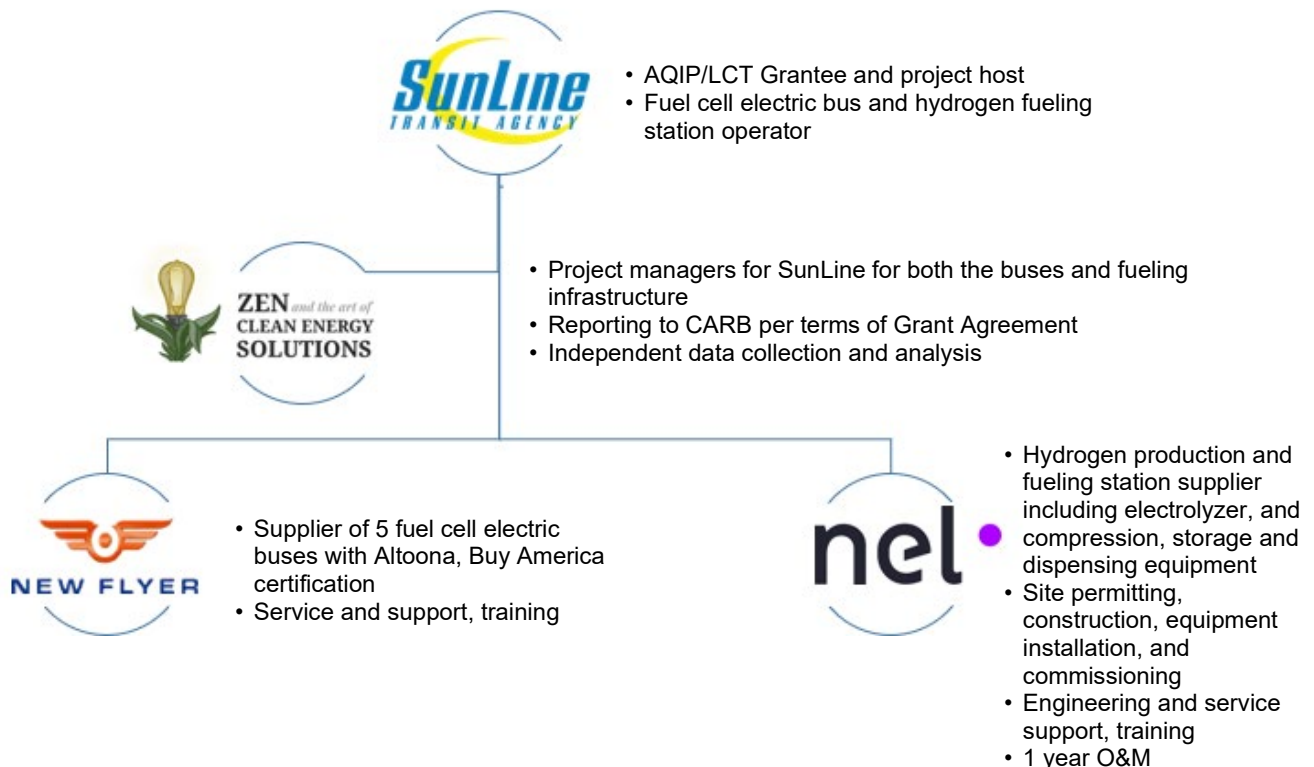 SunLine
TRANSIT AGENCY
• AQIP/LCT Grantee and project host
• Fuel cell electric bus and hydrogen fueling
station operator
ZEN and the art of
CLEAN ENERGY
SOLUTIONS
• Project managers for SunLine for both the buses and fueling
infrastructure
• Reporting to CARB per terms of Grant Agreement
• Independent data collection and analysis
NEW FLYER
• Supplier of 5 fuel cell electric
buses with Altoona, Buy America
certification
• Service and support, training
nel
• Hydrogen production and
fueling station supplier
including electrolyzer, and
compression, storage and
dispensing equipment
• Site permitting,
construction, equipment
installation, and
commissioning
• Engineering and service
support, training
• 1 year O&M